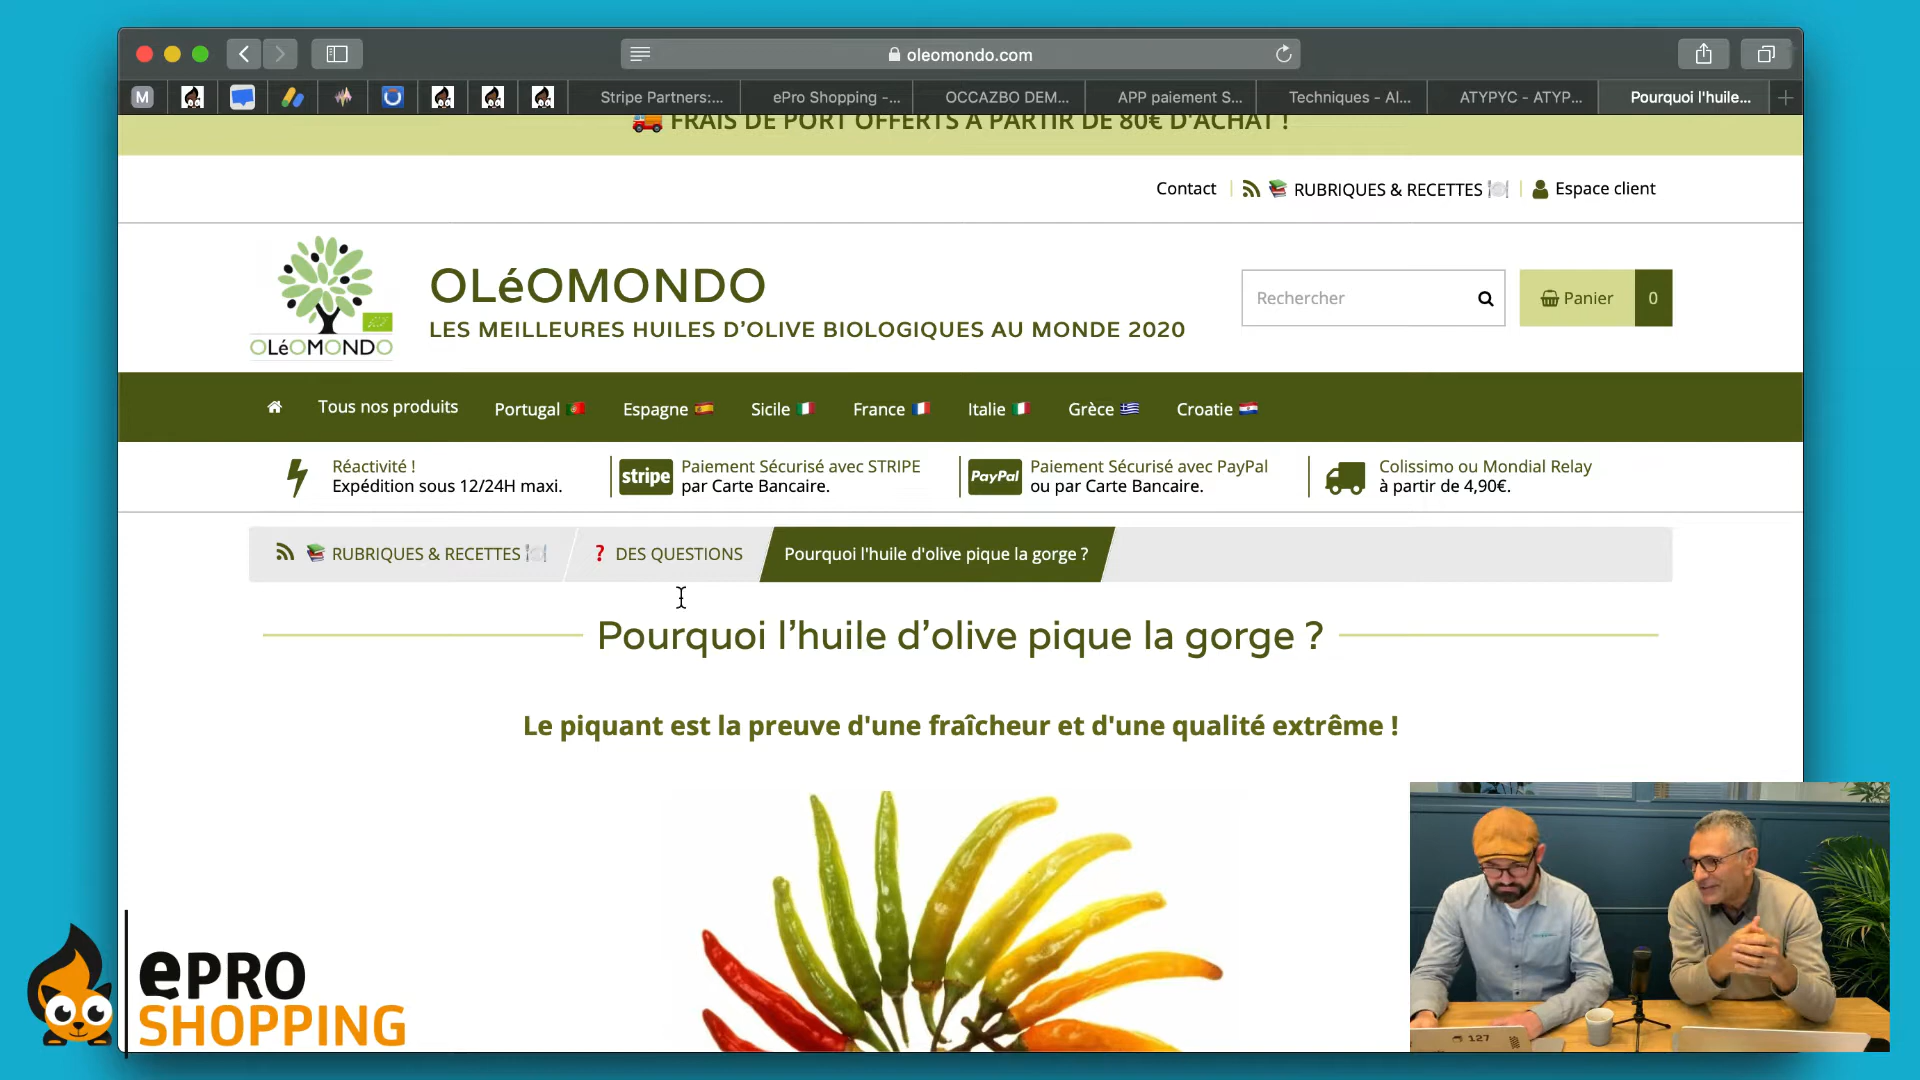 oleomondo.com
M
Stripe Partners:...
ePro Shopping -...
OCCAZBO DEM...
APP paiement S...
Techniques - Al...
ATYPYC - ATYP...
Pourquoi l'huile...
FRAIS DE PORT OFFERTS À PARTIR DE 80€ D'ACHAT !
Contact
RUBRIQUES & RECETTES
Espace client
OLéOMONDO
OLéOMONDO
LES MEILLEURES HUILES D'OLIVE BIOLOGIQUES AU MONDE 2020
Rechercher
Panier
0
Tous nos produits
Portugal
Espagne
Sicile
France
Italie
Grèce
Croatie
Réactivité !
Expédition sous 12/24H maxi.
stripe
Paiement Sécurisé avec STRIPE
par Carte Bancaire.
PayPal
Paiement Sécurisé avec PayPal
ou par Carte Bancaire.
Colissimo ou Mondial Relay
à partir de 4,90€.
RUBRIQUES & RECETTES
? DES QUESTIONS
Pourquoi l'huile d'olive pique la gorge ?
Pourquoi l'huile d'olive pique la gorge ?
Le piquant est la preuve d'une fraîcheur et d'une qualité extrême !
ePRO
SHOPPING
127